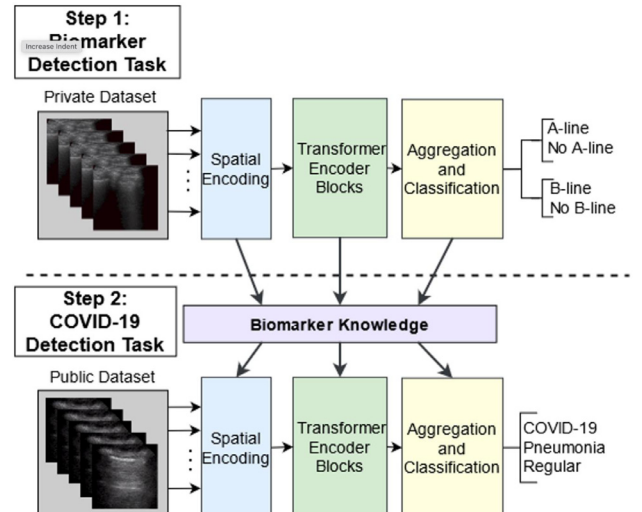 Step 1:
Biomarker
Increase Indent
Detection Task
Private Dataset
Spatial
Encoding
Transformer
Encoder
Blocks
Aggregation
and
Classification
A-line
No A-line
B-line
No B-line
Step 2:
COVID-19
Detection Task
Biomarker Knowledge
Public Dataset
Spatial
Encoding
Transformer
Encoder
Blocks
Aggregation
and
Classification
COVID-19
Pneumonia
Regular